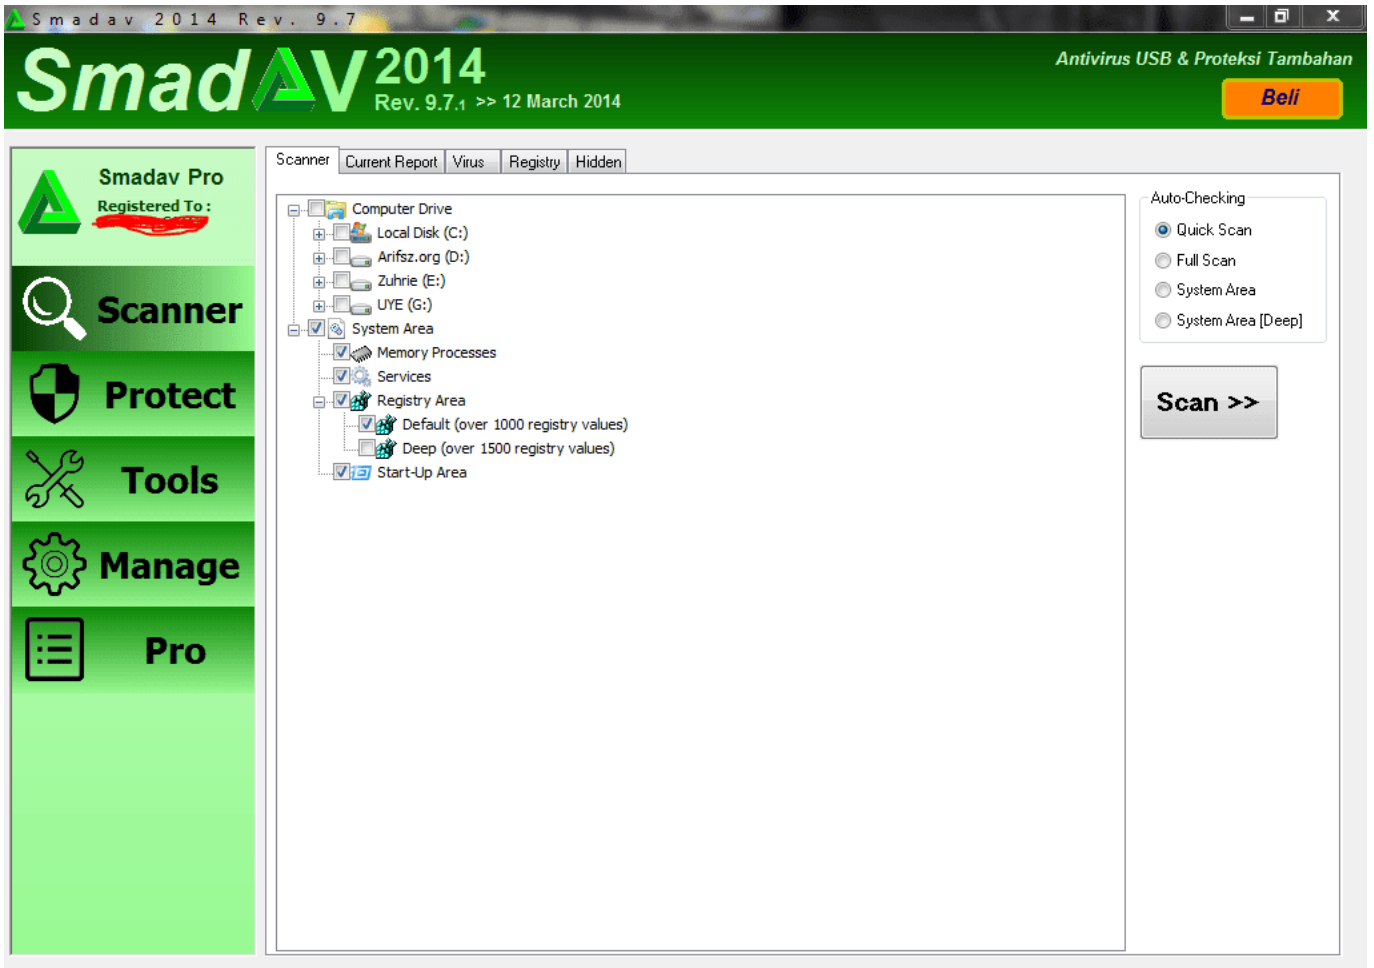 Smadav 2014 Rev. 9.7
SmadAV 2014
Rev. 9.7.1 >> 12 March 2014
Antivirus USB & Proteksi Tambahan
Beli
Smadav Pro
Registered To :
Scanner
Protect
Tools
Manage
Pro
Scanner Current Report Virus Registry Hidden
Computer Drive
Local Disk (C:)
Arifsz.org (D:)
Zuhrie (E:)
UYE (G:)
System Area
Memory Processes
Services
Registry Area
Default (over 1000 registry values)
Deep (over 1500 registry values)
Start-Up Area
Auto-Checking
Quick Scan
Full Scan
System Area
System Area [Deep]
Scan >>